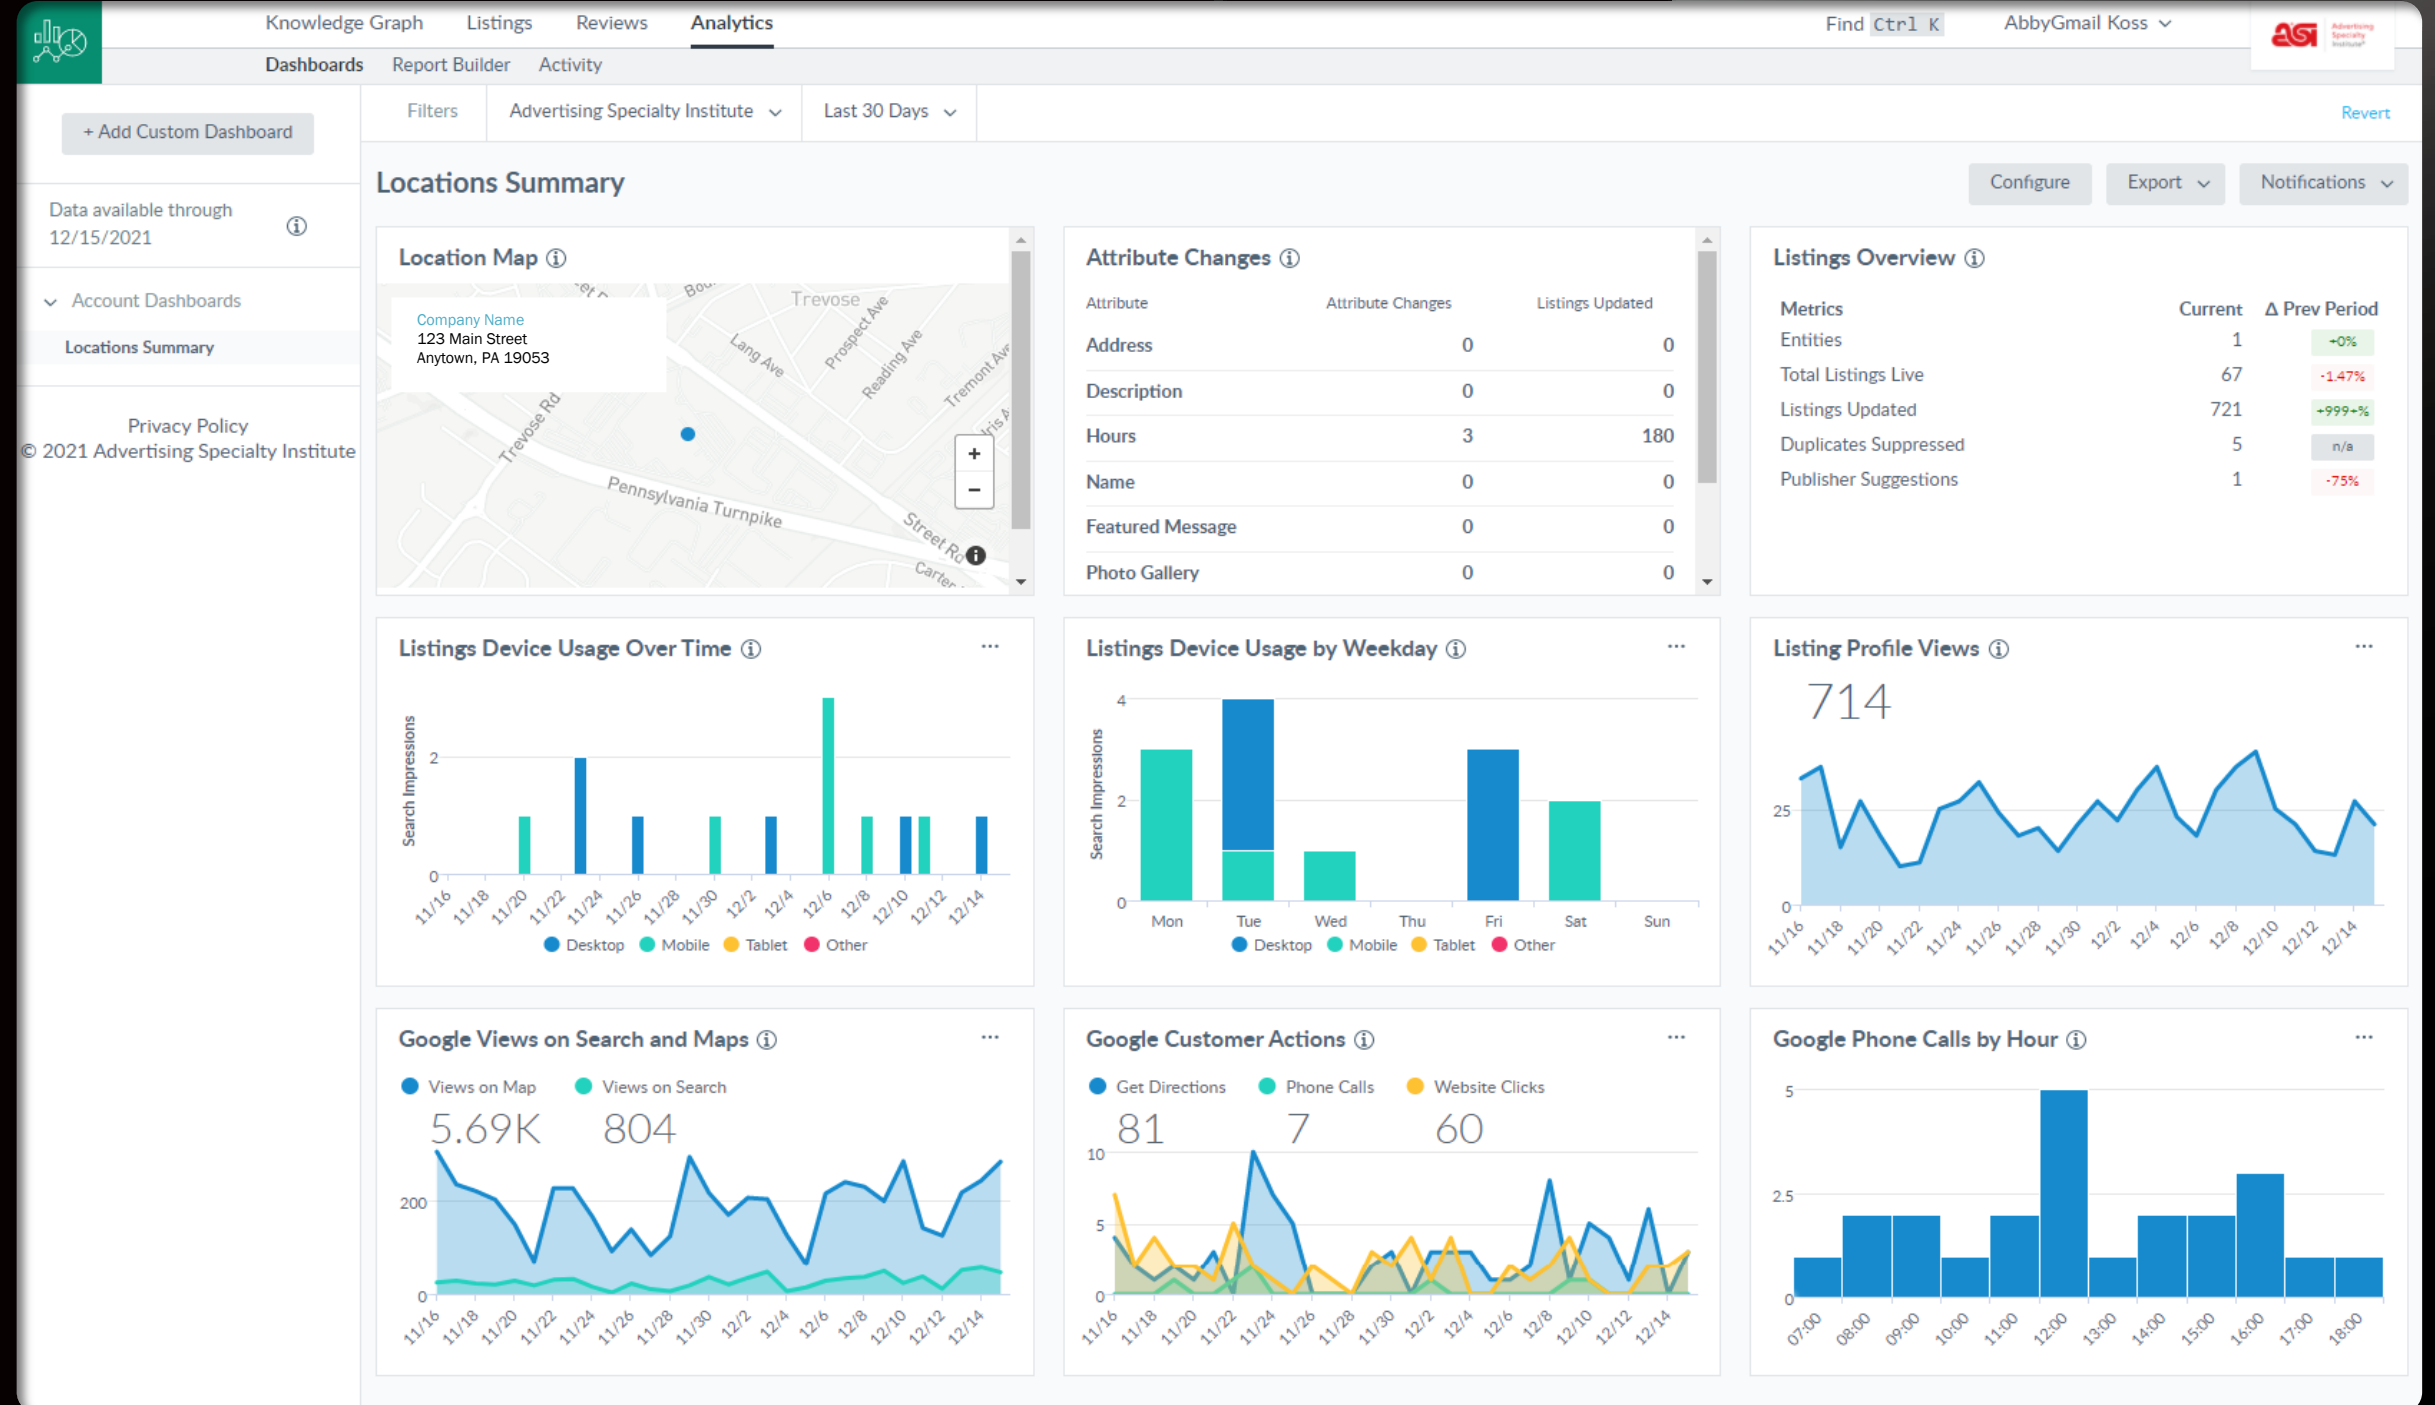 Knowledge Graph Listings Reviews Analytics Find Ctrl K AbbyGmail Koss
asi Advertising Specialty Institute
Dashboards Report Builder Activity
Filters Advertising Specialty Institute Last 30 Days Revert
+ Add Custom Dashboard
Data available through
12/15/2021
Account Dashboards
Locations Summary
Privacy Policy
© 2021 Advertising Specialty Institute
Locations Summary Configure Export Notifications
Location Map
Company Name
123 Main Street
Anytown, PA 19053
Trevose
Lang Ave
Prospect Ave
Reading Ave
Tremont Ave
Trevose Rd
Pennsylvania Turnpike
Street Rd
Carter
+
−
Attribute Changes
Attribute Attribute Changes Listings Updated
Address 0 0
Description 0 0
Hours 3 180
Name 0 0
Featured Message 0 0
Photo Gallery 0 0
Listings Overview
Metrics Current Δ Prev Period
Entities 1 +0%
Total Listings Live 67 -1.47%
Listings Updated 721 +999+%
Duplicates Suppressed 5 n/a
Publisher Suggestions 1 -75%
Listings Device Usage Over Time
Search Impressions
2
0
11/16 11/18 11/20 11/22 11/24 11/26 11/28 11/30 12/2 12/4 12/6 12/8 12/10 12/12 12/14
Desktop Mobile Tablet Other
Listings Device Usage by Weekday
Search Impressions
4
2
0
Mon Tue Wed Thu Fri Sat Sun
Desktop Mobile Tablet Other
Listing Profile Views
714
25
0
11/16 11/18 11/20 11/22 11/24 11/26 11/28 11/30 12/2 12/4 12/6 12/8 12/10 12/12 12/14
Google Views on Search and Maps
Views on Map Views on Search
5.69K 804
200
0
11/16 11/18 11/20 11/22 11/24 11/26 11/28 11/30 12/2 12/4 12/6 12/8 12/10 12/12 12/14
Google Customer Actions
Get Directions Phone Calls Website Clicks
81 7 60
10
5
0
11/16 11/18 11/20 11/22 11/24 11/26 11/28 11/30 12/2 12/4 12/6 12/8 12/10 12/12 12/14
Google Phone Calls by Hour
5
2.5
0
07:00 08:00 09:00 10:00 11:00 12:00 13:00 14:00 15:00 16:00 17:00 18:00